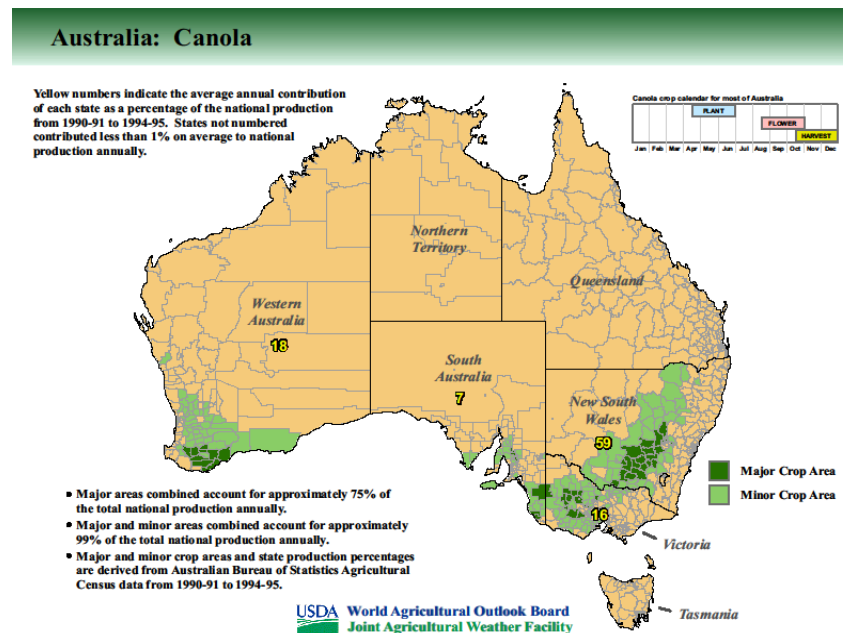 Australia: Canola
Yellow numbers indicate the average annual contribution
of each state as a percentage of the national production
from 1990-91 to 1994-95. States not numbered
contributed less than 1% on average to national
production annually.
Canola crop calendar for most of Australia
PLANT
FLOWER
HARVEST
Jan Feb Mar Apr May Jun Jul Aug Sep Oct Nov Dec
Northern
Territory
Queensland
Western
Australia
18
South
Australia
7
New South
Wales
59
16
Victoria
Tasmania
Major Crop Area
Minor Crop Area
• Major areas combined account for approximately 75% of
the total national production annually.
• Major and minor areas combined account for approximately
99% of the total national production annually.
• Major and minor crop areas and state production percentages
are derived from Australian Bureau of Statistics Agricultural
Census data from 1990-91 to 1994-95.
USDA World Agricultural Outlook Board
Joint Agricultural Weather Facility